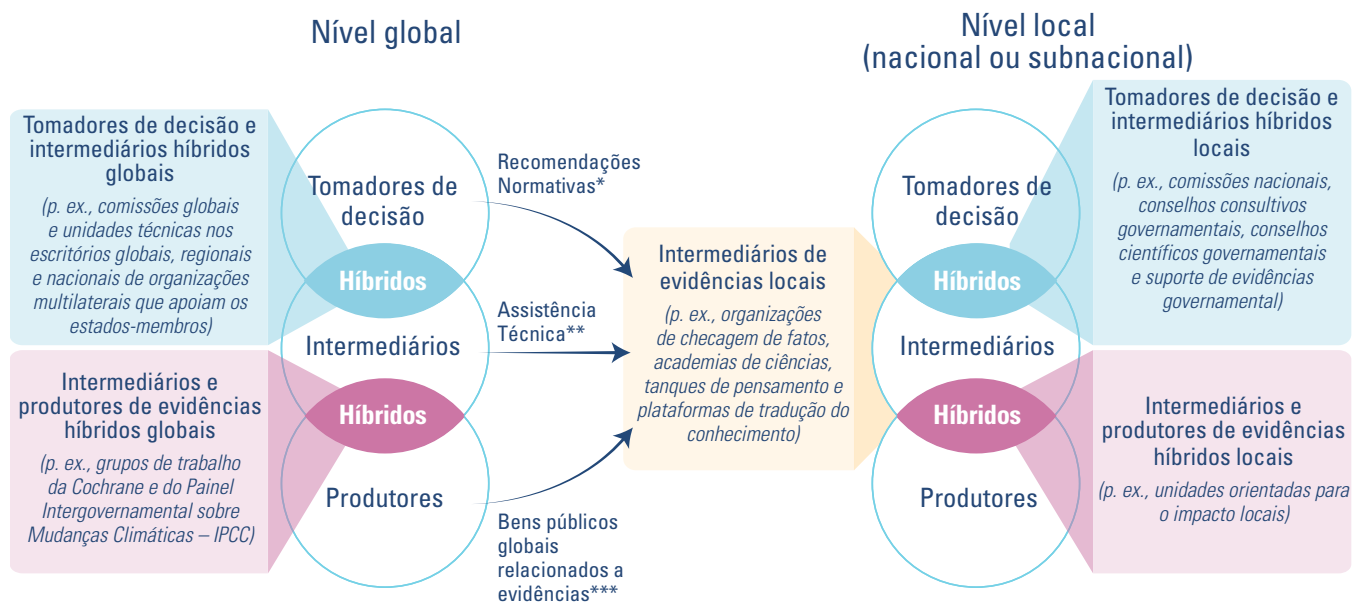 Nível global
Nível local
(nacional ou subnacional)
Tomadores de decisão e
intermediários híbridos
globais
(p. ex., comissões globais
e unidades técnicas nos
escritórios globais, regionais
e nacionais de organizações
multilaterais que apoiam os
estados-membros)
Intermediários e
produtores de evidências
híbridos globais
(p. ex., grupos de trabalho
da Cochrane e do Painel
Intergovernamental sobre
Mudanças Climáticas – IPCC)
Tomadores de
decisão
Híbridos
Intermediários
Híbridos
Produtores
Recomendações
Normativas*
Assistência
Técnica**
Bens públicos
globais
relacionados a
evidências***
Intermediários de
evidências locais
(p. ex., organizações
de checagem de fatos,
academias de ciências,
tanques de pensamento e
plataformas de tradução do
conhecimento)
Tomadores de
decisão
Híbridos
Intermediários
Híbridos
Produtores
Tomadores de decisão e
intermediários híbridos
locais
(p. ex., comissões nacionais,
conselhos consultivos
governamentais, conselhos
científicos governamentais
e suporte de evidências
governamental)
Intermediários e
produtores de evidências
híbridos locais
(p. ex., unidades orientadas para
o impacto locais)